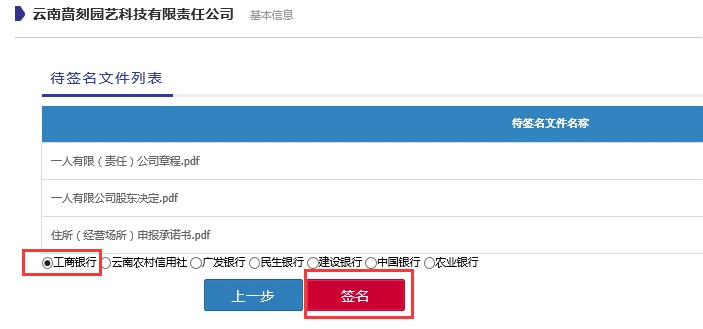 云南啬刻园艺科技有限责任公司 基本信息
待签名文件列表
待签名文件名称
一人有限（责任）公司章程.pdf
一人有限公司股东决定.pdf
住所（经营场所）申报承诺书.pdf
工商银行 云南农村信用社 广发银行 民生银行 建设银行 中国银行 农业银行
上一步 签名